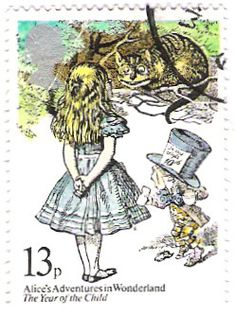 13p
Alice's Adventures in Wonderland
The Year of the Child